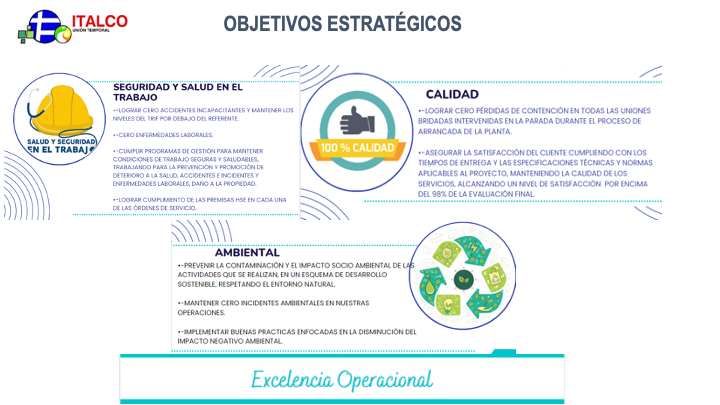 ITALCO
UNIÓN TEMPORAL
OBJETIVOS ESTRATÉGICOS
SALUD Y SEGURIDAD
EN EL TRABAJO
SEGURIDAD Y SALUD EN EL
TRABAJO
•-LOGRAR CERO ACCIDENTES INCAPACITANTES Y MANTENER LOS
NIVELES DEL TRIF POR DEBAJO DEL REFERENTE.
•-CERO ENFERMEDADES LABORALES.
•-CUMPLIR PROGRAMAS DE GESTIÓN PARA MANTENER
CONDICIONES DE TRABAJO SEGURAS Y SALUDABLES,
TRABAJANDO PARA LA PREVENCIÓN Y PROMOCIÓN DE
DETERIORO A LA SALUD, ACCIDENTES E INCIDENTES Y
ENFERMEDADES LABORALES, DAÑO A LA PROPIEDAD.
•-LOGRAR CUMPLIMIENTO DE LAS PREMISAS HSE EN CADA UNA
DE LAS ÓRDENES DE SERVICIO.
100 % CALIDAD
CALIDAD
•-LOGRAR CERO PÉRDIDAS DE CONTENCIÓN EN TODAS LAS UNIONES
BRIDADAS INTERVENIDAS EN LA PARADA DURANTE EL PROCESO DE
ARRANCADA DE LA PLANTA.
•-ASEGURAR LA SATISFACCIÓN DEL CLIENTE CUMPLIENDO CON LOS
TIEMPOS DE ENTREGA Y LAS ESPECIFICACIONES TÉCNICAS Y NORMAS
APLICABLES AL PROYECTO, MANTENIENDO LA CALIDAD DE LOS
SERVICIOS, ALCANZANDO UN NIVEL DE SATISFACCIÓN POR ENCIMA
DEL 98% DE LA EVALUACIÓN FINAL.
AMBIENTAL
•-PREVENIR LA CONTAMINACIÓN Y EL IMPACTO SOCIO AMBIENTAL DE LAS
ACTIVIDADES QUE SE REALIZAN, EN UN ESQUEMA DE DESARROLLO
SOSTENIBLE, RESPETANDO EL ENTORNO NATURAL.
•-MANTENER CERO INCIDENTES AMBIENTALES EN NUESTRAS
OPERACIONES.
•-IMPLEMENTAR BUENAS PRACTICAS ENFOCADAS EN LA DISMINUCIÓN DEL
IMPACTO NEGATIVO AMBIENTAL.
Excelencia Operacional